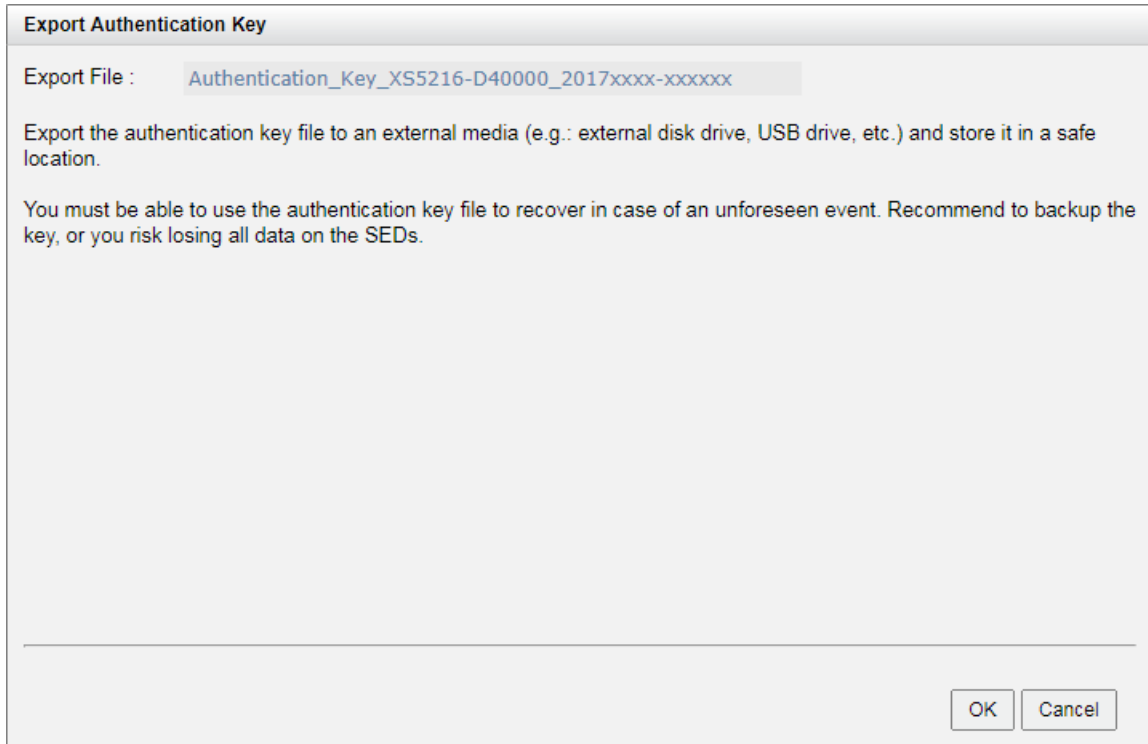 Export Authentication Key
Export File : Authentication_Key_XS5216-D40000_2017xxxx-xxxxxx
Export the authentication key file to an external media (e.g.: external disk drive, USB drive, etc.) and store it in a safe
location.
You must be able to use the authentication key file to recover in case of an unforeseen event. Recommend to backup the
key, or you risk losing all data on the SEDs.
OK Cancel